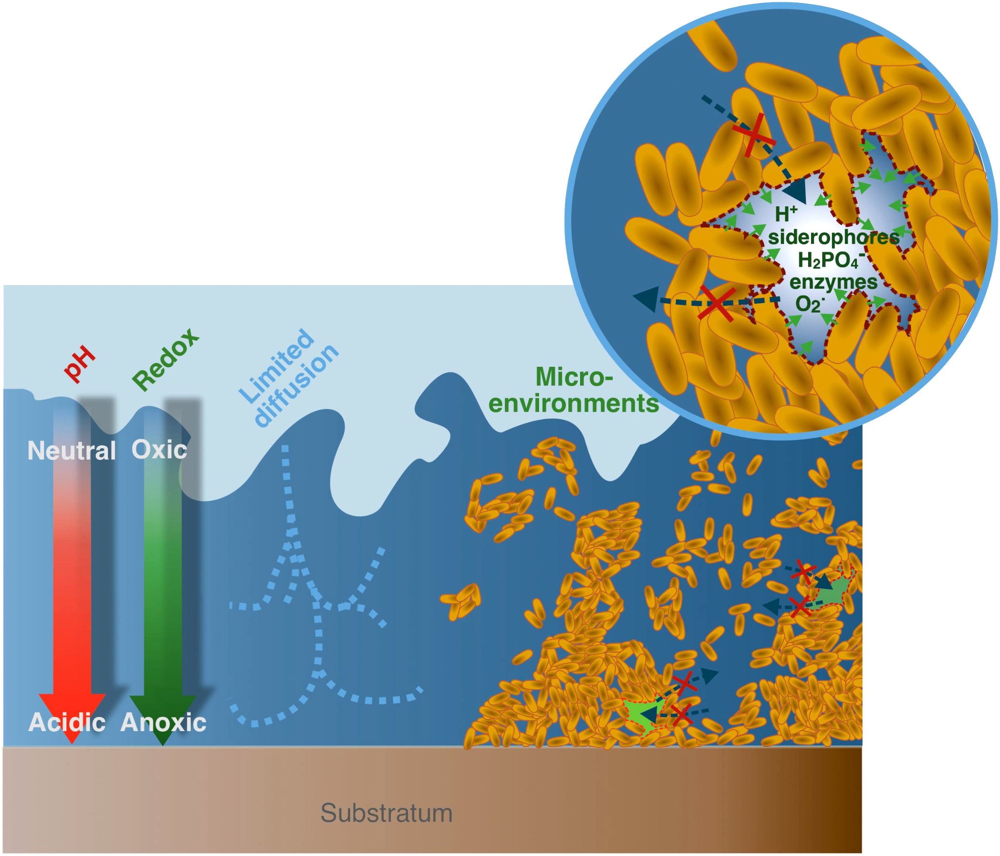 H⁺
siderophores
H₂PO₄⁻
enzymes
O₂˙
pH
Redox
Limited
diffusion
Micro-
environments
Neutral
Oxic
Acidic
Anoxic
Substratum